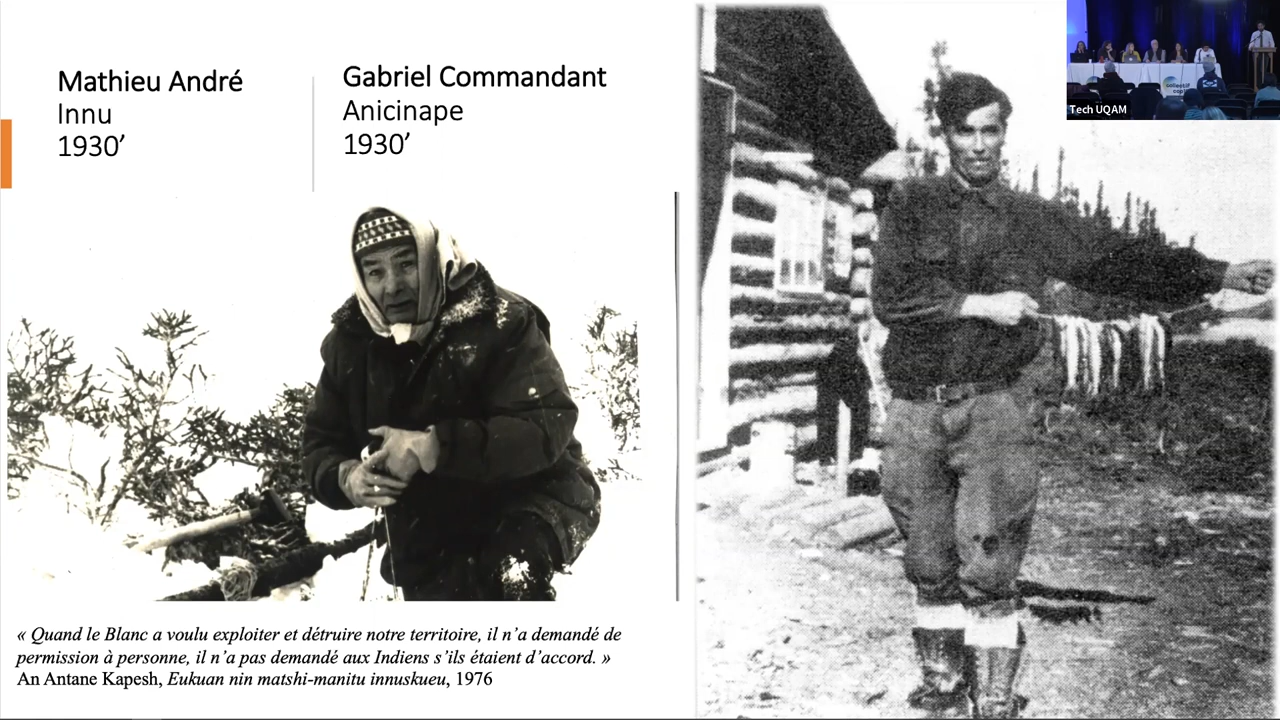 Mathieu André
Innu
1930’
Gabriel Commandant
Anicinape
1930’
« Quand le Blanc a voulu exploiter et détruire notre territoire, il n’a demandé de
permission à personne, il n’a pas demandé aux Indiens s’ils étaient d’accord. »
An Antane Kapesh, Eukuan nin matshi-manitu innuskueu, 1976
Tech UQAM